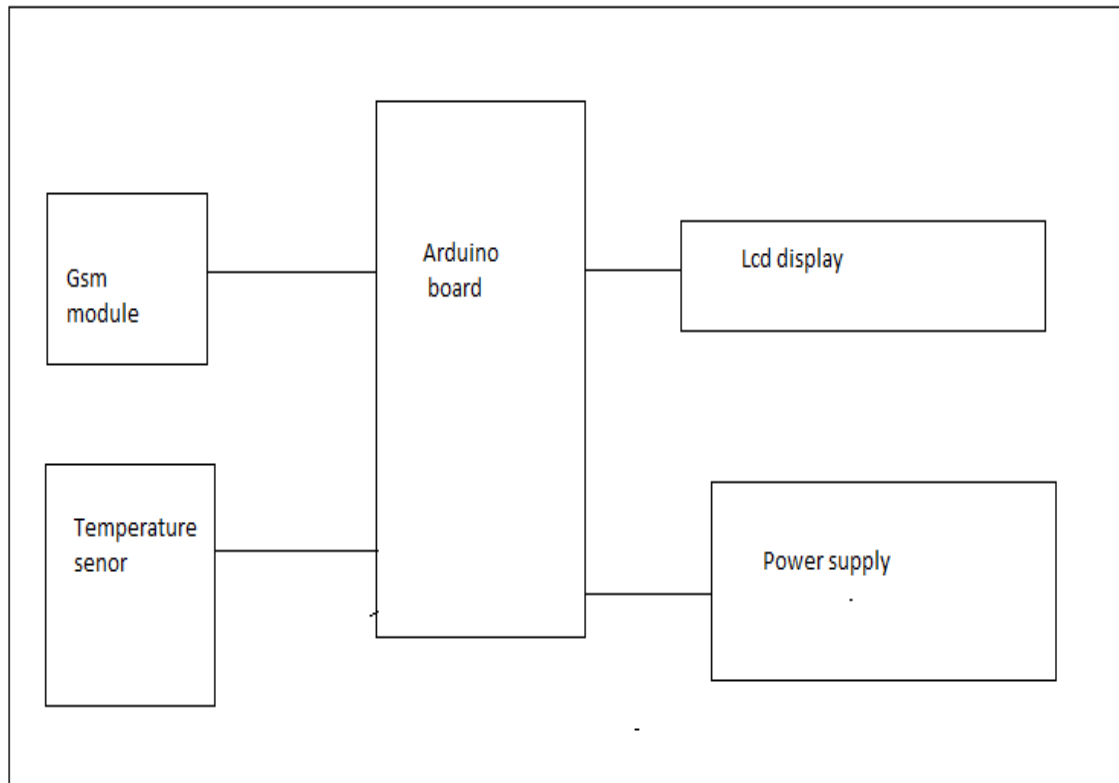 Gsm
module
Arduino
board
Lcd display
Temperature
senor
Power supply